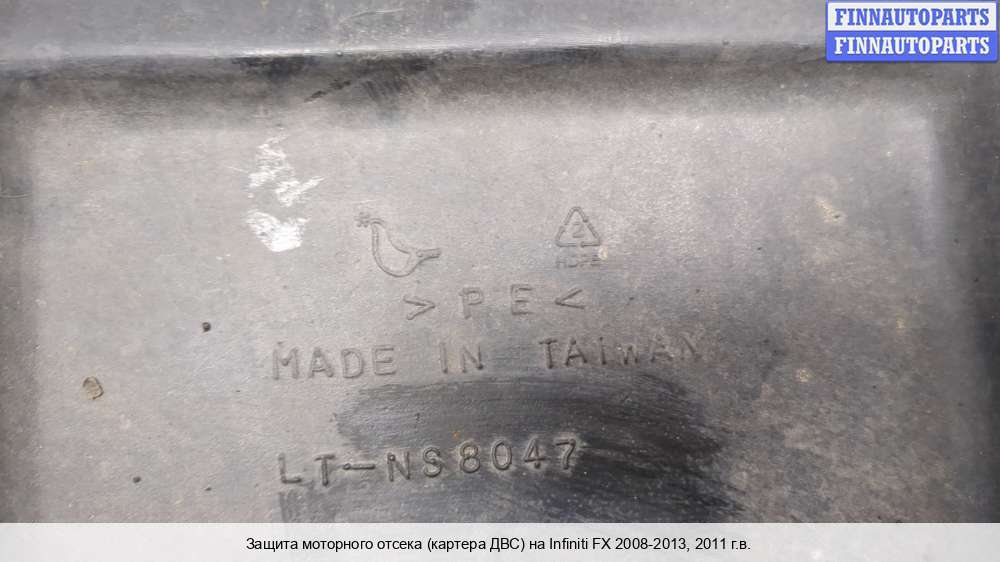 FINNAUTOPARTS
FINNAUTOPARTS
2
HDPE
>PE<
MADE IN TAIWAN
LT-NS8047
Защита моторного отсека (картера ДВС) на Infiniti FX 2008-2013, 2011 г.в.